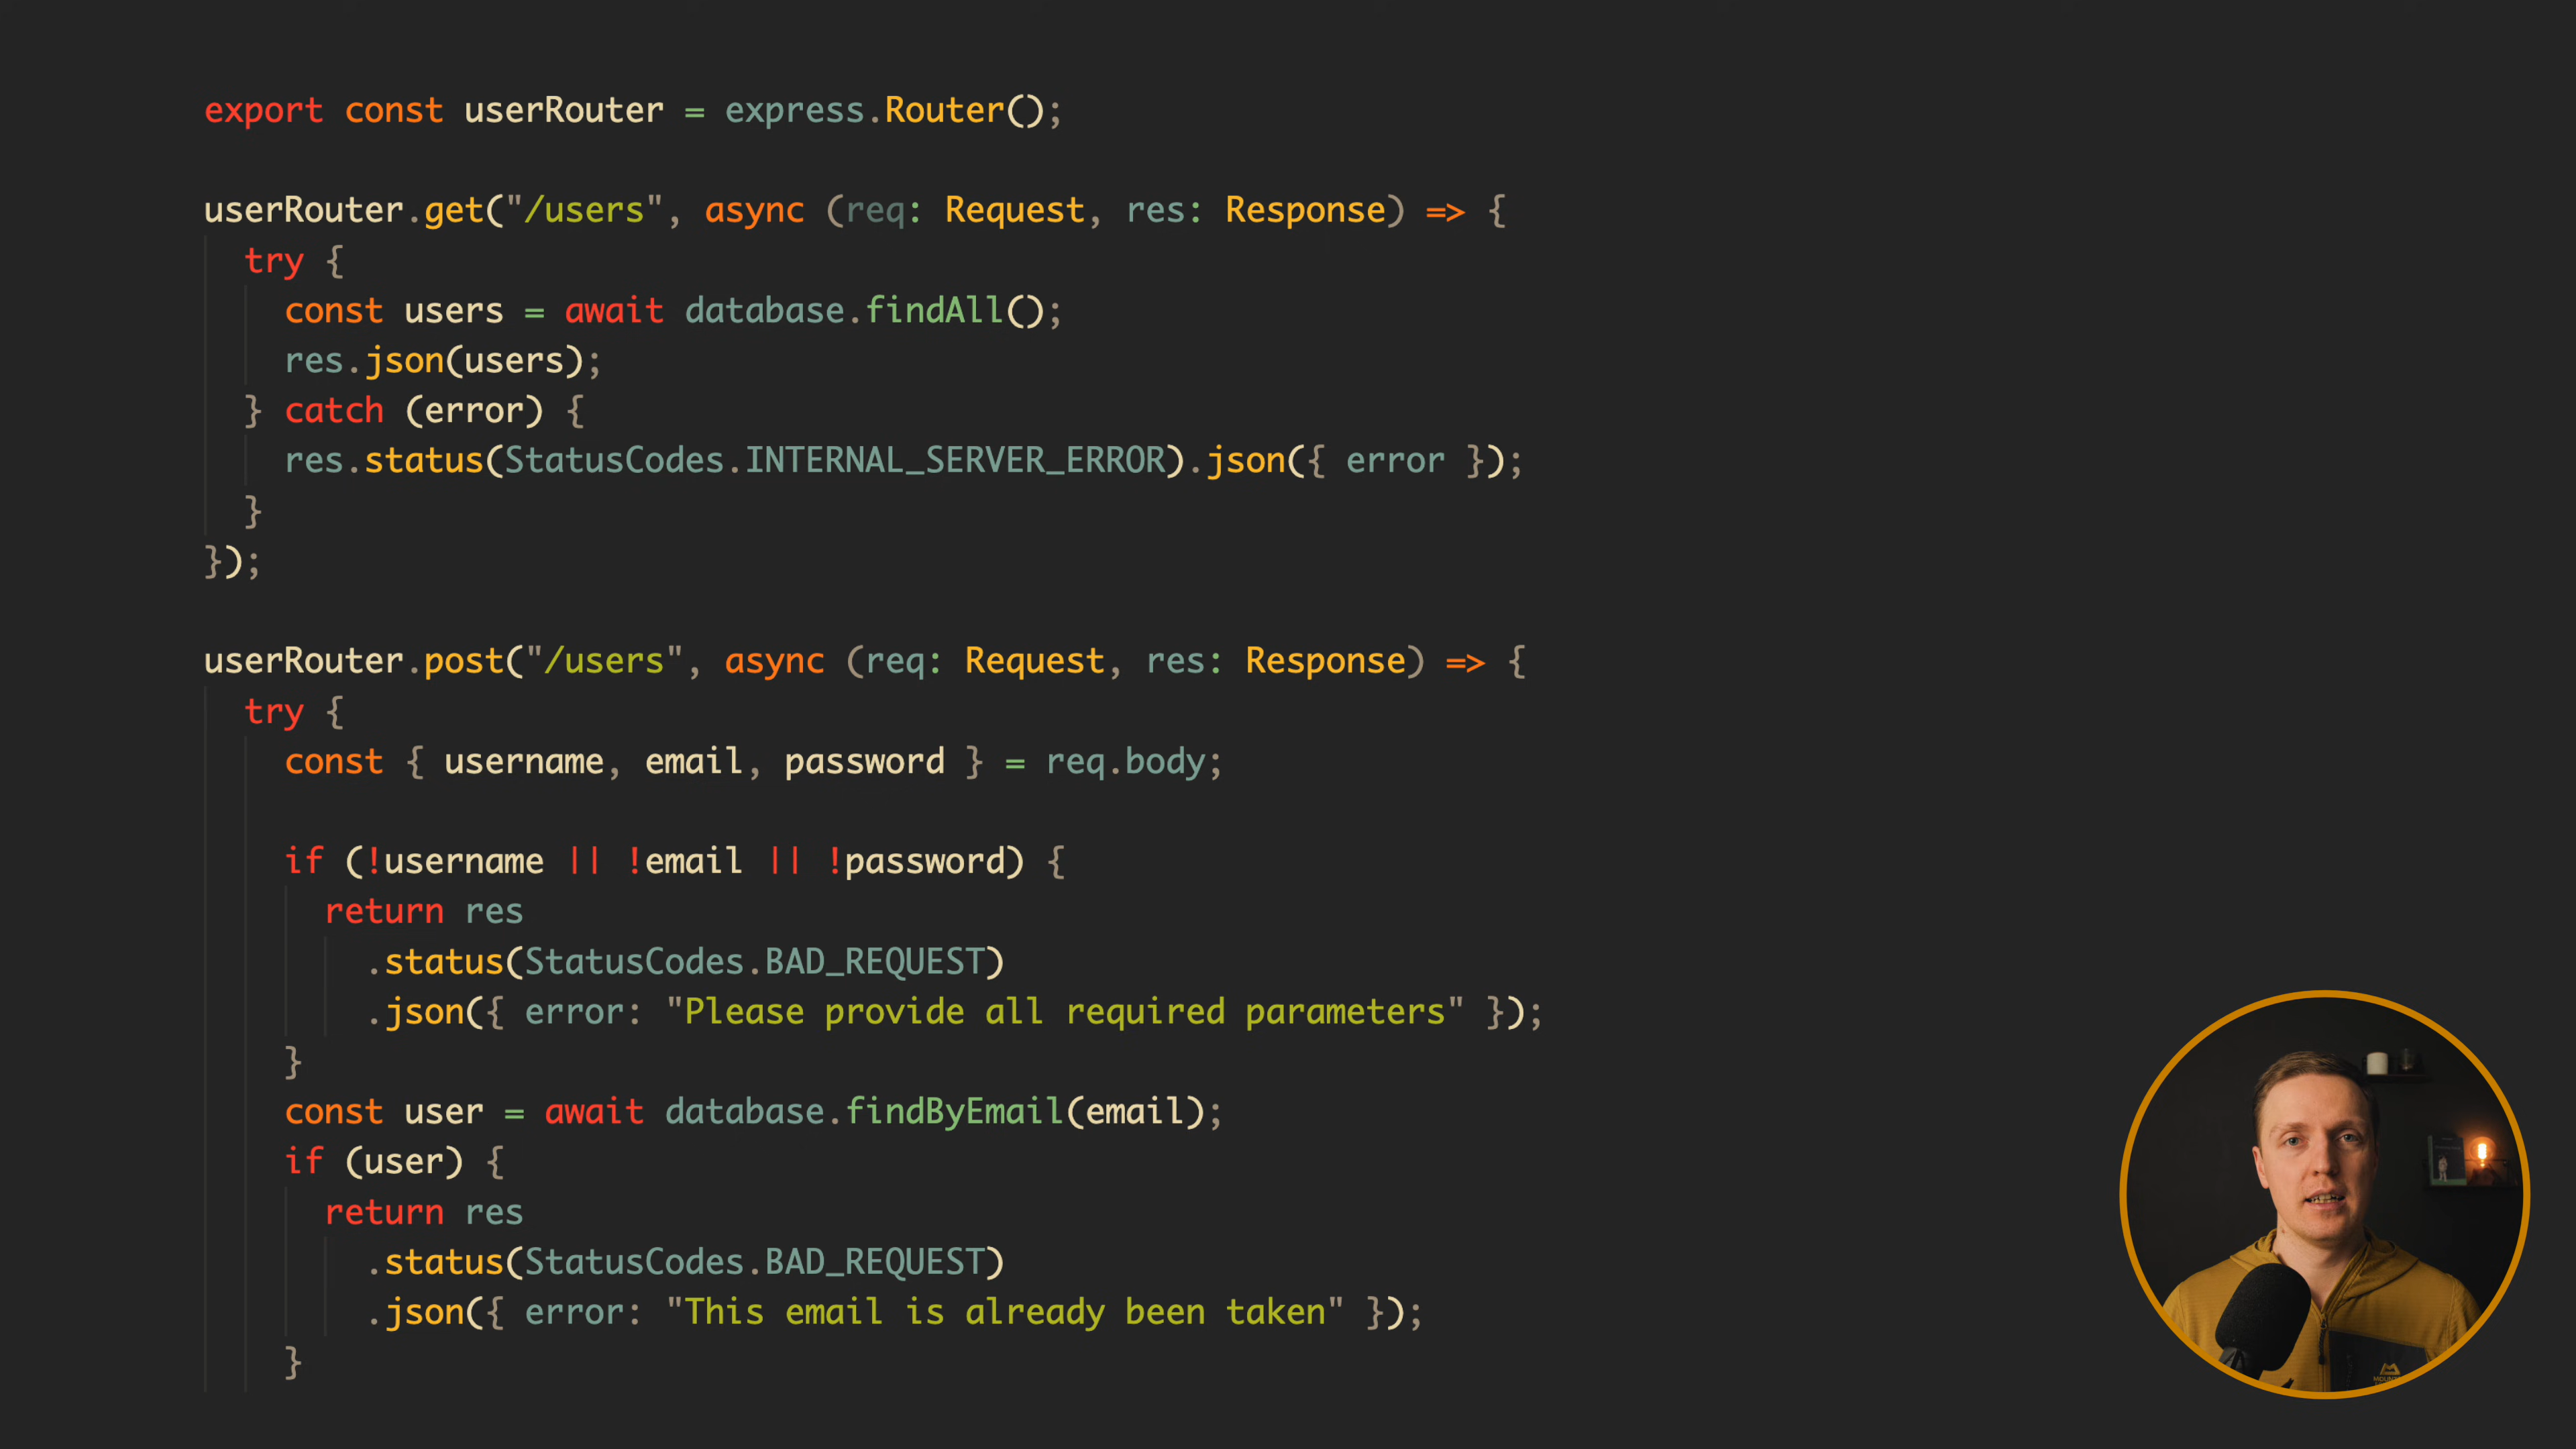 export const userRouter = express.Router();
userRouter.get("/users", async (req: Request, res: Response) => {
try {
const users = await database.findAll();
res.json(users);
} catch (error) {
res.status(StatusCodes.INTERNAL_SERVER_ERROR).json({ error });
}
});
userRouter.post("/users", async (req: Request, res: Response) => {
try {
const { username, email, password } = req.body;
if (!username || !email || !password) {
return res
.status(StatusCodes.BAD_REQUEST)
.json({ error: "Please provide all required parameters" });
}
const user = await database.findByEmail(email);
if (user) {
return res
.status(StatusCodes.BAD_REQUEST)
.json({ error: "This email is already been taken" });
}